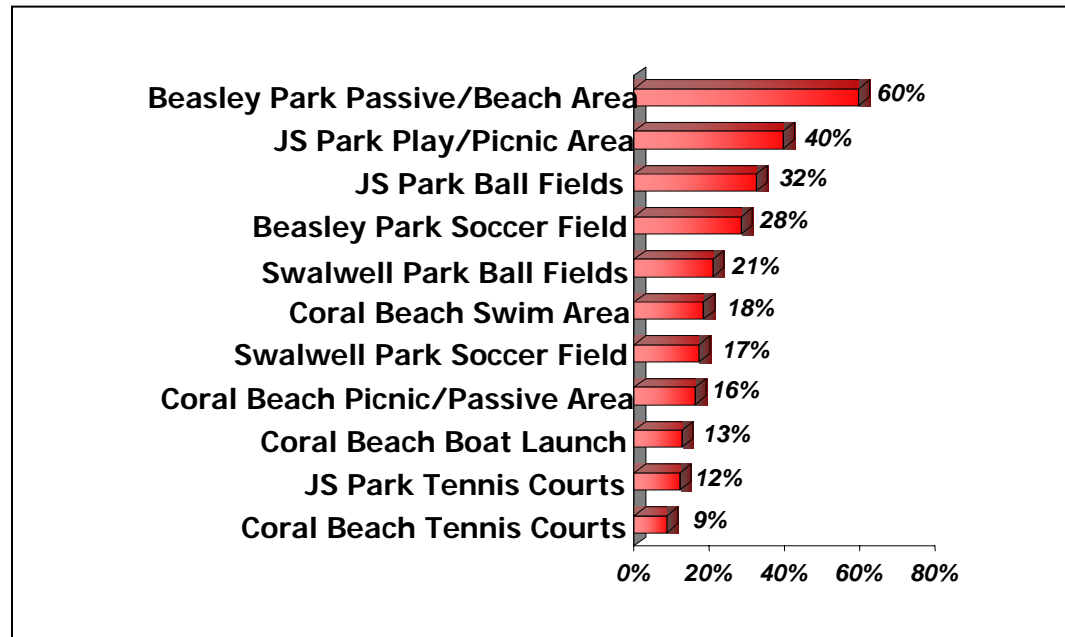 Beasley Park Passive/Beach Area 60%
JS Park Play/Picnic Area 40%
JS Park Ball Fields 32%
Beasley Park Soccer Field 28%
Swalwell Park Ball Fields 21%
Coral Beach Swim Area 18%
Swalwell Park Soccer Field 17%
Coral Beach Picnic/Passive Area 16%
Coral Beach Boat Launch 13%
JS Park Tennis Courts 12%
Coral Beach Tennis Courts 9%
0% 20% 40% 60% 80%